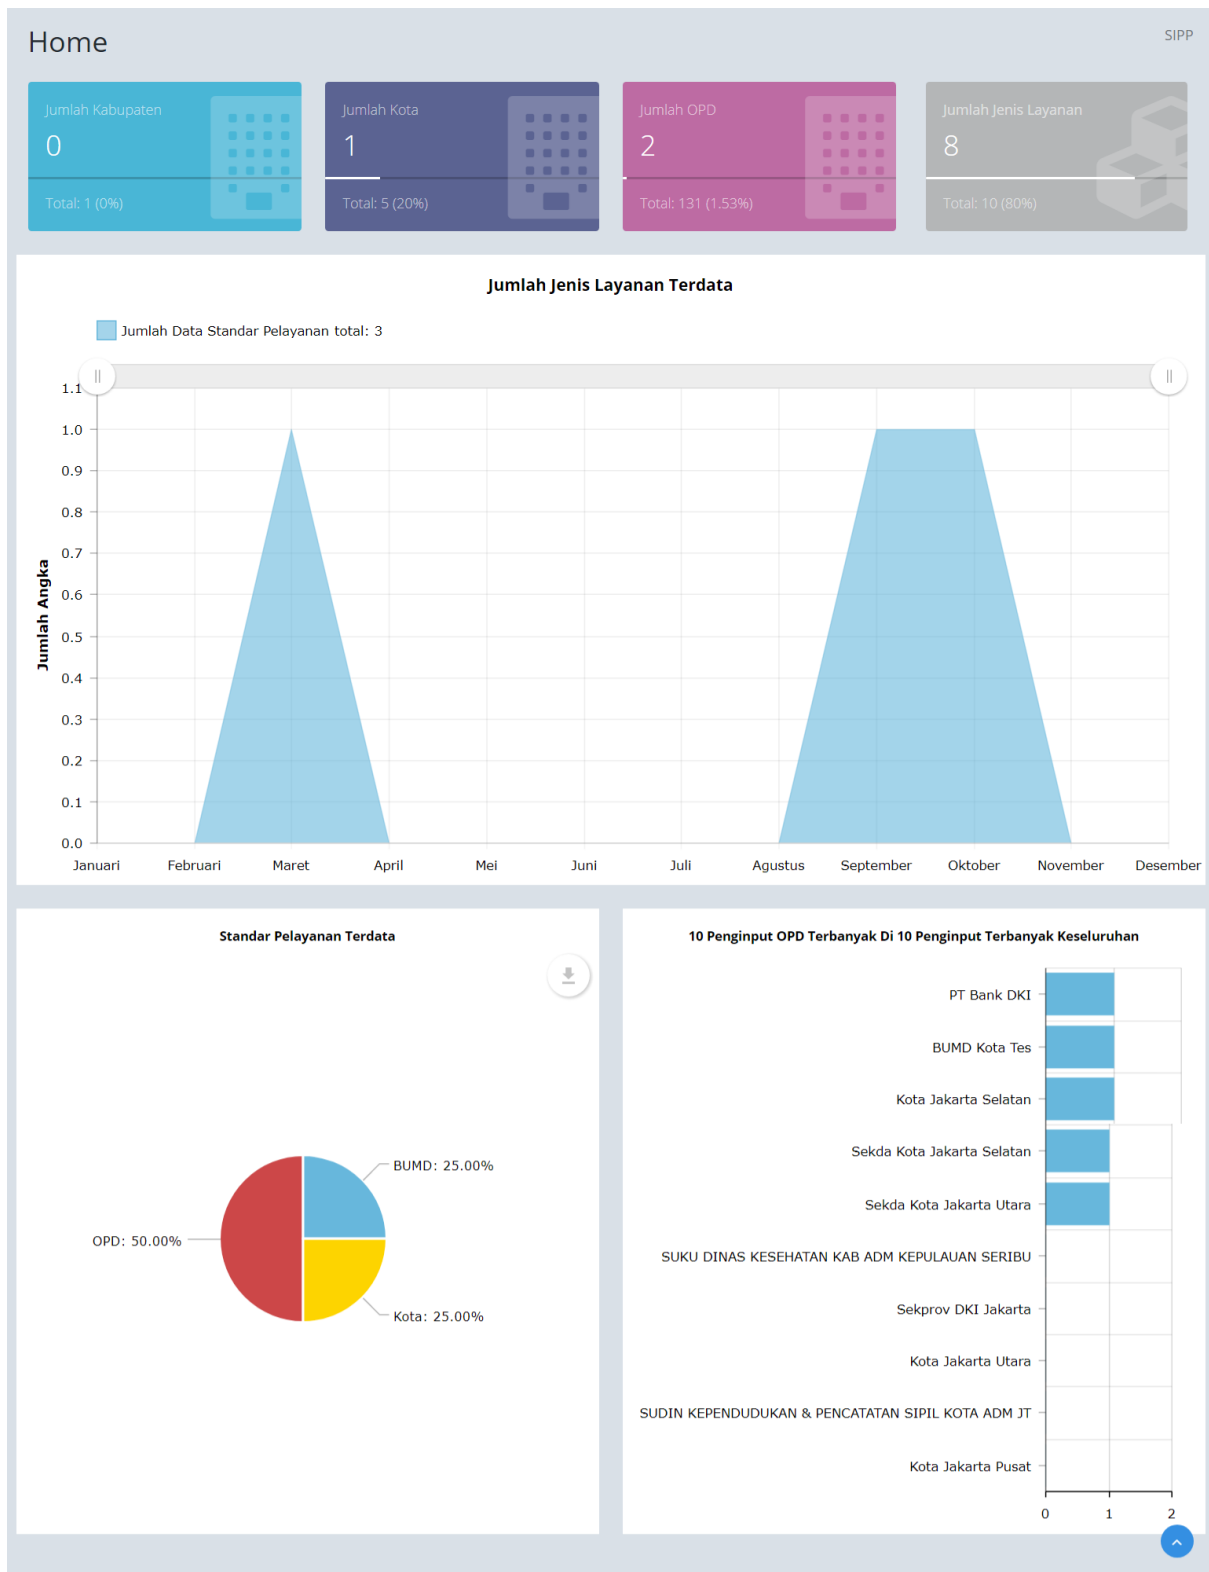 Home
SIPP
Jumlah Kabupaten
0
Total: 1 (0%)
Jumlah Kota
1
Total: 5 (20%)
Jumlah OPD
2
Total: 131 (1.53%)
Jumlah Jenis Layanan
8
Total: 10 (80%)
Jumlah Jenis Layanan Terdata
Jumlah Data Standar Pelayanan total: 3
Jumlah Angka
1.1
1.0
0.9
0.8
0.7
0.6
0.5
0.4
0.3
0.2
0.1
0.0
Januari Februari Maret April Mei Juni Juli Agustus September Oktober November Desember
Standar Pelayanan Terdata
BUMD: 25.00%
OPD: 50.00%
Kota: 25.00%
10 Penginput OPD Terbanyak Di 10 Penginput Terbanyak Keseluruhan
PT Bank DKI
BUMD Kota Tes
Kota Jakarta Selatan
Sekda Kota Jakarta Selatan
Sekda Kota Jakarta Utara
SUKU DINAS KESEHATAN KAB ADM KEPULAUAN SERIBU
Sekprov DKI Jakarta
Kota Jakarta Utara
SUDIN KEPENDUDUKAN & PENCATATAN SIPIL KOTA ADM JT
Kota Jakarta Pusat
0 1 2